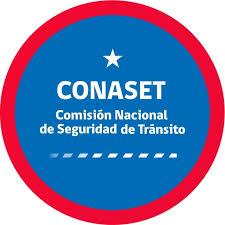 CONASET
Comisión Nacional
de Seguridad de Tránsito